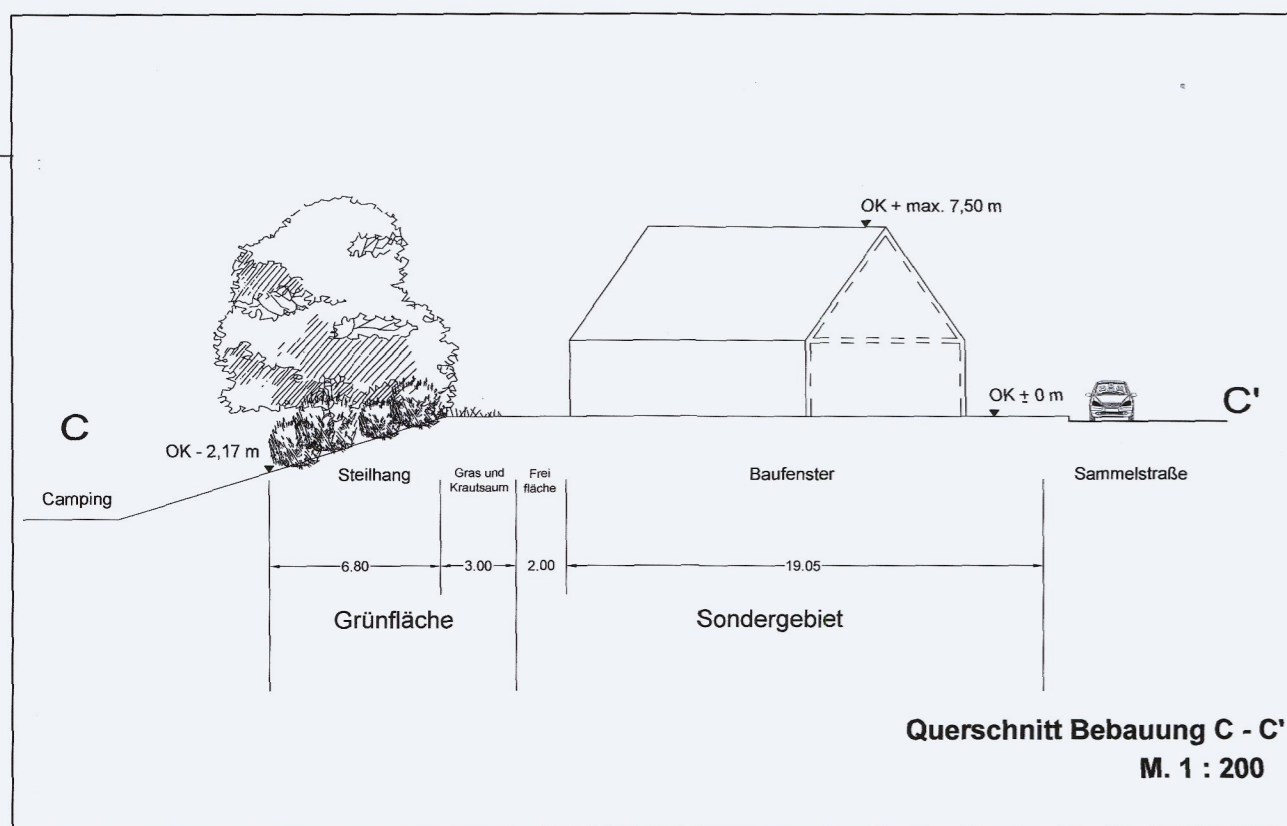 OK + max. 7,50 m
C
C'
OK ± 0 m
OK - 2,17 m
Camping
Steilhang
Gras und
Krautsaum
Frei
fläche
Baufenster
Sammelstraße
6.80
3.00
2.00
19.05
Grünfläche
Sondergebiet
Querschnitt Bebauung C - C'
M. 1 : 200